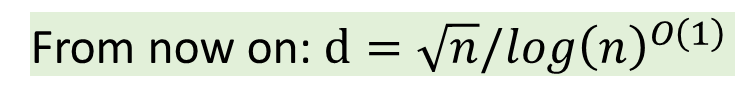 From now on: d = √n/log(n)^{O(1)}